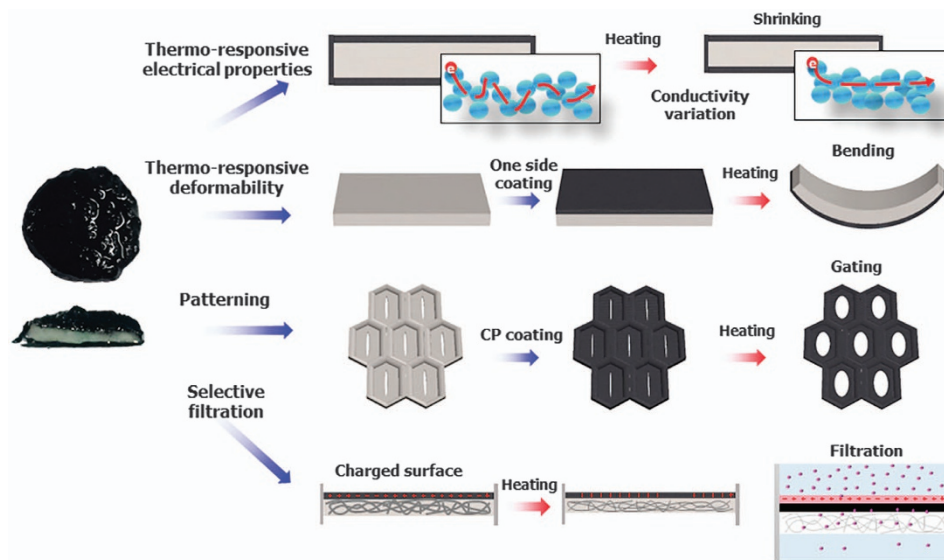 Thermo-responsive
electrical properties
e
Heating
Conductivity
variation
Shrinking
Thermo-responsive
deformability
One side
coating
Heating
Bending
Patterning
CP coating
Heating
Gating
Selective
filtration
Charged surface
Heating
Filtration